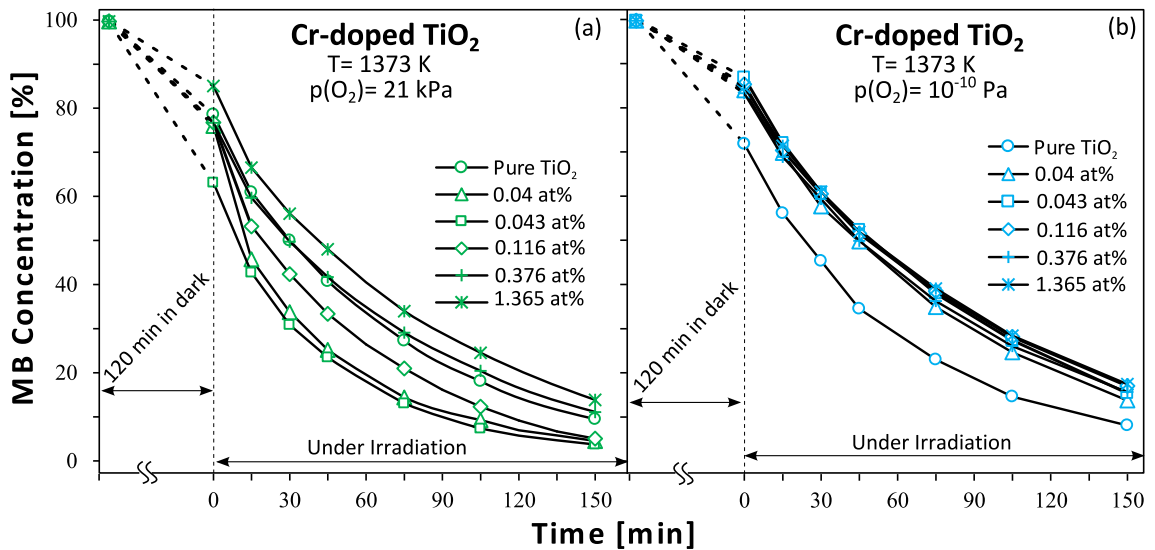 MB Concentration [%]
100
80
60
40
20
0
Cr-doped TiO₂
(a)
T= 1373 K
p(O₂)= 21 kPa
Pure TiO₂
0.04 at%
0.043 at%
0.116 at%
0.376 at%
1.365 at%
120 min in dark
Under Irradiation
0 30 60 90 120 150
Cr-doped TiO₂
(b)
T= 1373 K
p(O₂)= 10⁻¹⁰ Pa
Pure TiO₂
0.04 at%
0.043 at%
0.116 at%
0.376 at%
1.365 at%
120 min in dark
Under Irradiation
0 30 60 90 120 150
Time [min]